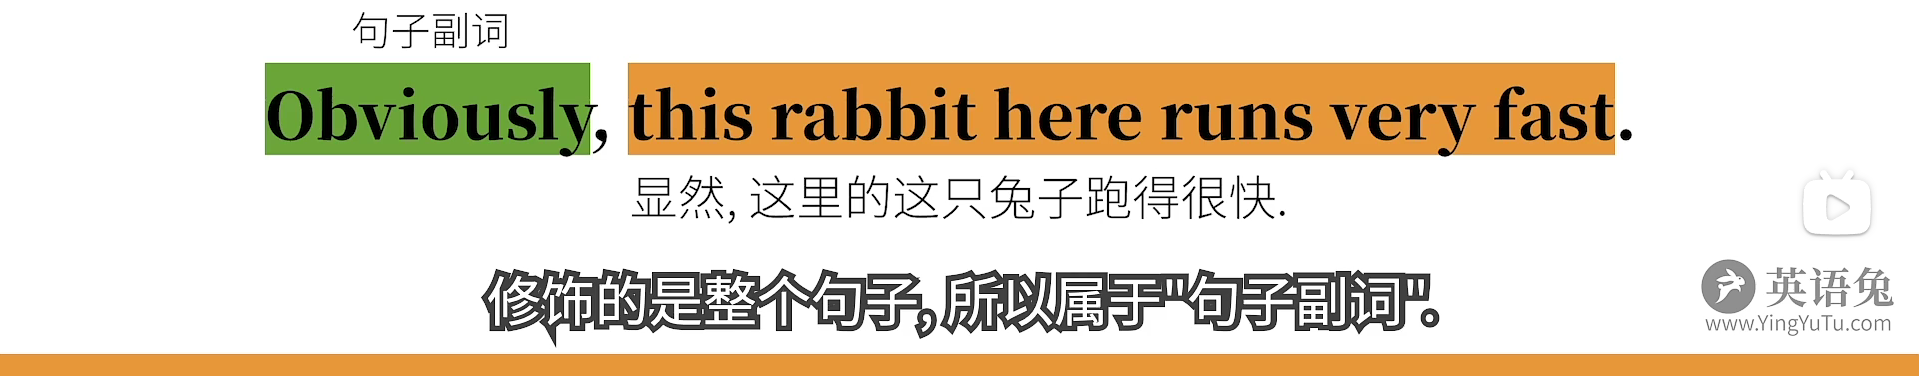 句子副词
Obviously, this rabbit here runs very fast.
显然, 这里的这只兔子跑得很快.
修饰的是整个句子, 所以属于"句子副词".
英语兔
www.YingYuTu.com